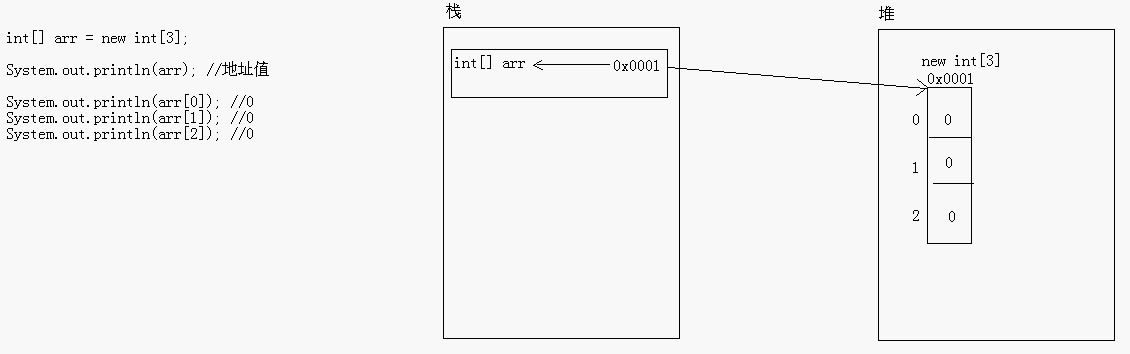 int[] arr = new int[3];
System.out.println(arr); //地址值
System.out.println(arr[0]); //0
System.out.println(arr[1]); //0
System.out.println(arr[2]); //0
栈
int[] arr
0x0001
堆
new int[3]
0x0001
0 0
1 0
2 0